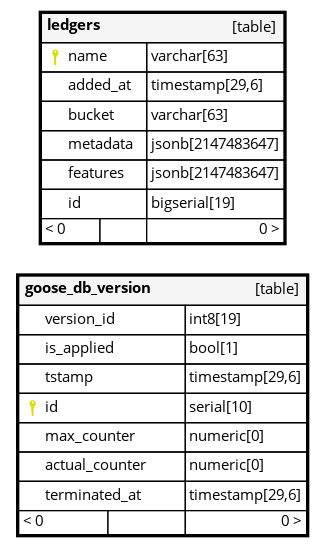 ledgers [table]
name varchar[63]
added_at timestamp[29,6]
bucket varchar[63]
metadata jsonb[2147483647]
features jsonb[2147483647]
id bigserial[19]
< 0 0 >
goose_db_version [table]
version_id int8[19]
is_applied bool[1]
tstamp timestamp[29,6]
id serial[10]
max_counter numeric[0]
actual_counter numeric[0]
terminated_at timestamp[29,6]
< 0 0 >